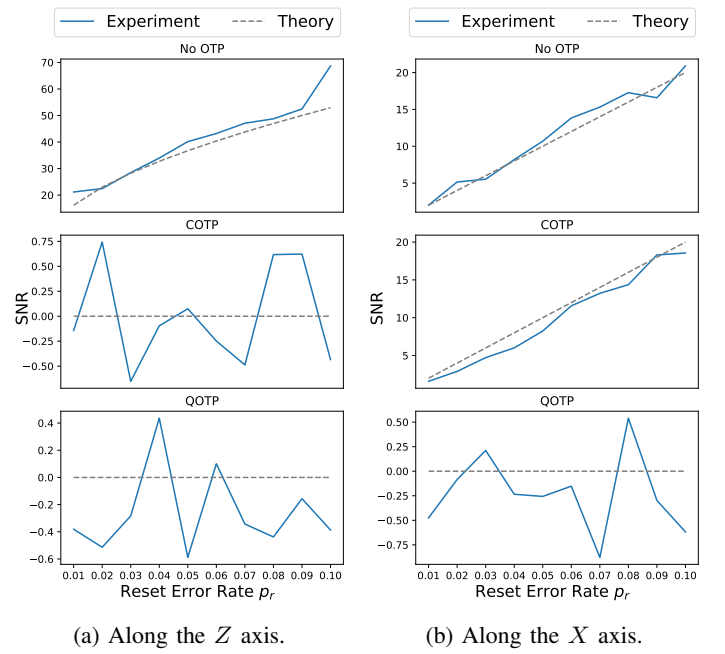 Experiment Theory
No OTP
70
60
50
40
30
20
COTP
0.75
0.50
0.25
0.00
−0.25
−0.50
SNR
QOTP
0.4
0.2
0.0
−0.2
−0.4
−0.6
0.01 0.02 0.03 0.04 0.05 0.06 0.07 0.08 0.09 0.10
Reset Error Rate pᵣ
(a) Along the Z axis.
Experiment Theory
No OTP
20
15
10
5
COTP
20
15
10
5
SNR
QOTP
0.50
0.25
0.00
−0.25
−0.50
−0.75
0.01 0.02 0.03 0.04 0.05 0.06 0.07 0.08 0.09 0.10
Reset Error Rate pᵣ
(b) Along the X axis.